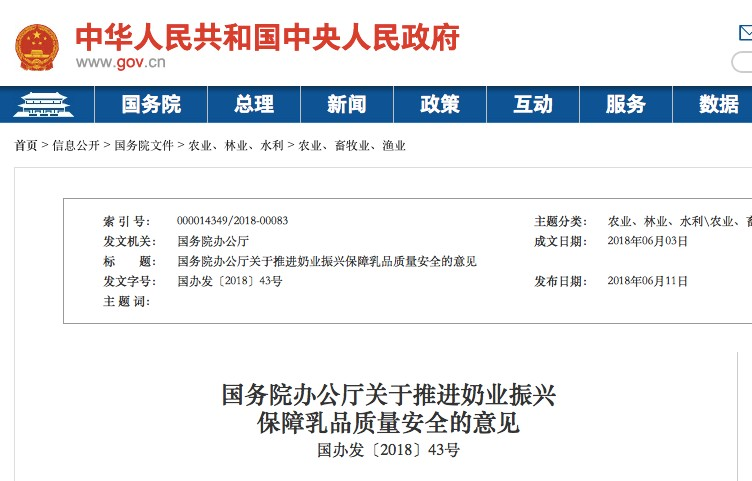 中华人民共和国中央人民政府
www.gov.cn
国务院 总理 新闻 政策 互动 服务 数据
首页 > 信息公开 > 国务院文件 > 农业、林业、水利 > 农业、畜牧业、渔业
索 引 号： 000014349/2018-00083 主题分类： 农业、林业、水利\农业、畜
发文机关： 国务院办公厅 成文日期： 2018年06月03日
标　　题： 国务院办公厅关于推进奶业振兴保障乳品质量安全的意见
发文字号： 国办发〔2018〕43号 发布日期： 2018年06月11日
主 题 词：
国务院办公厅关于推进奶业振兴
保障乳品质量安全的意见
国办发〔2018〕43号